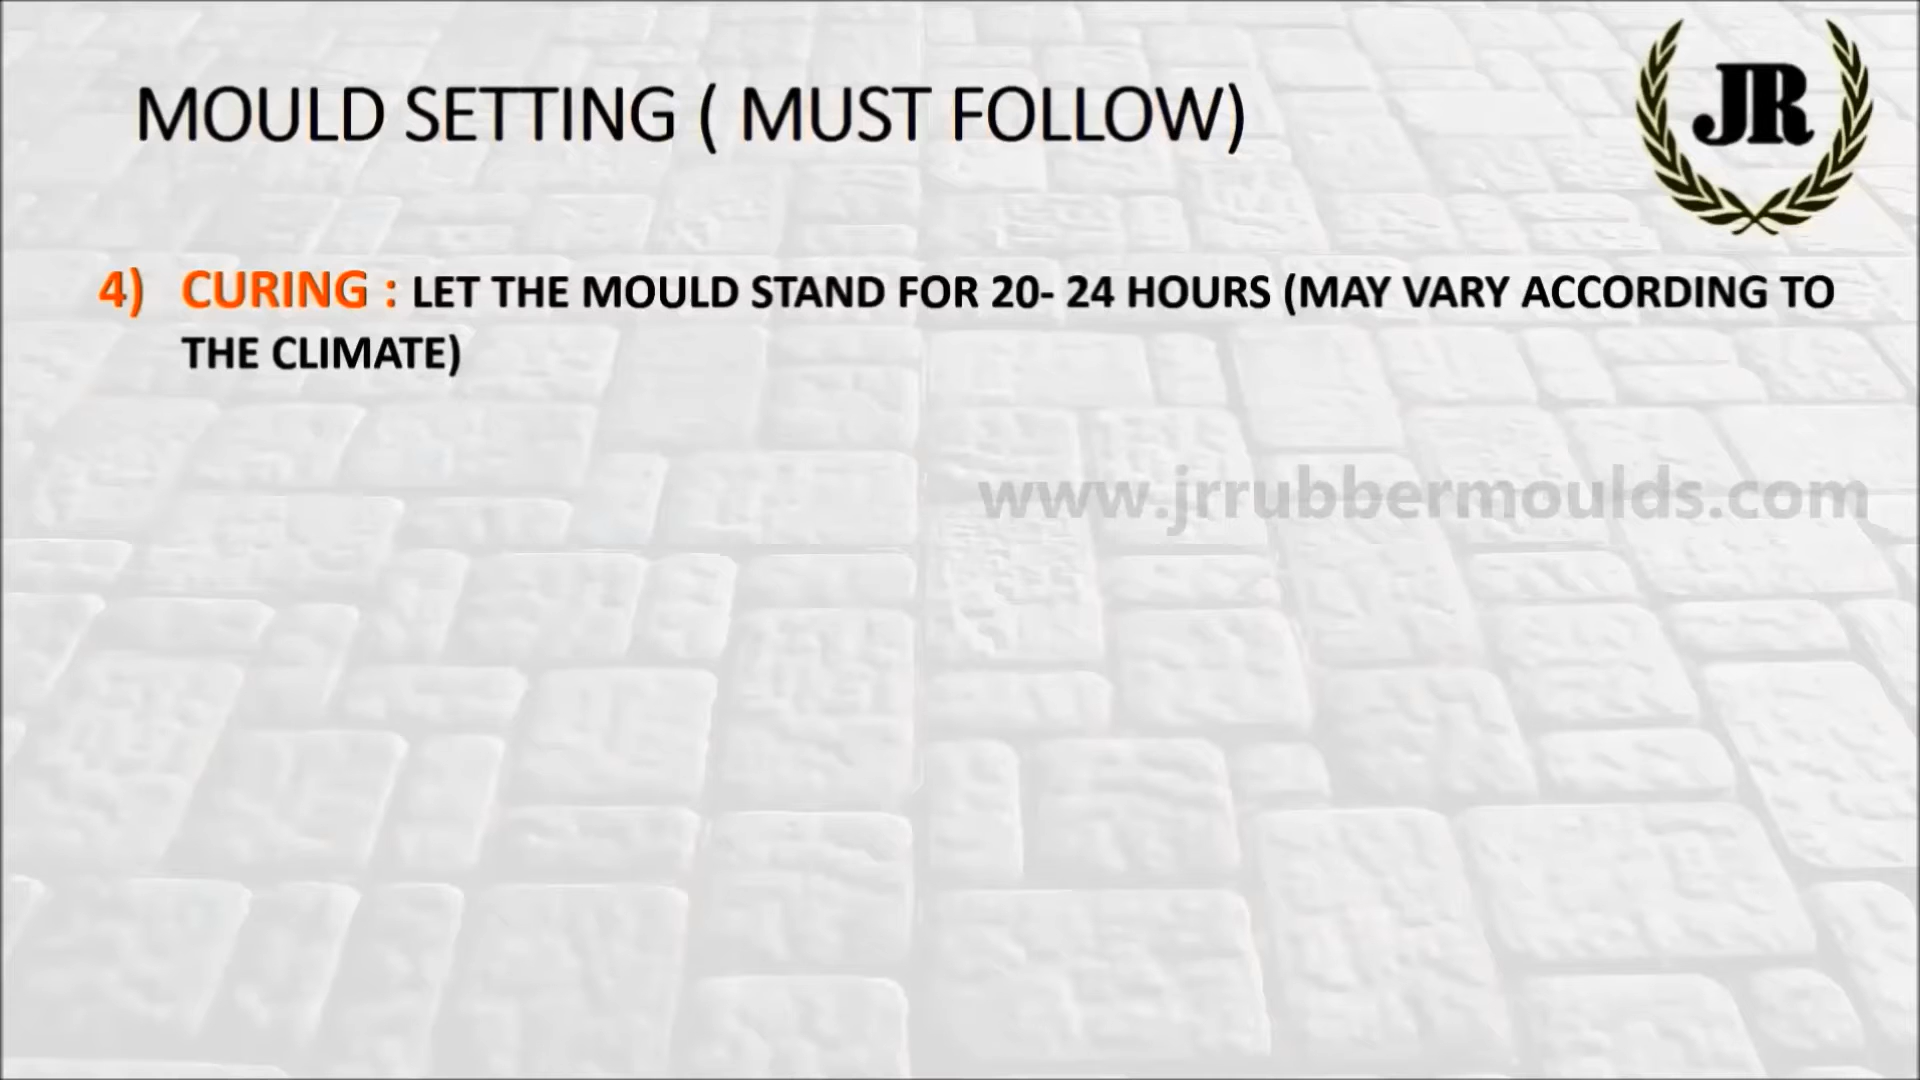 MOULD SETTING ( MUST FOLLOW)
JR
4) CURING : LET THE MOULD STAND FOR 20- 24 HOURS (MAY VARY ACCORDING TO
THE CLIMATE)
www.jrrubbermoulds.com